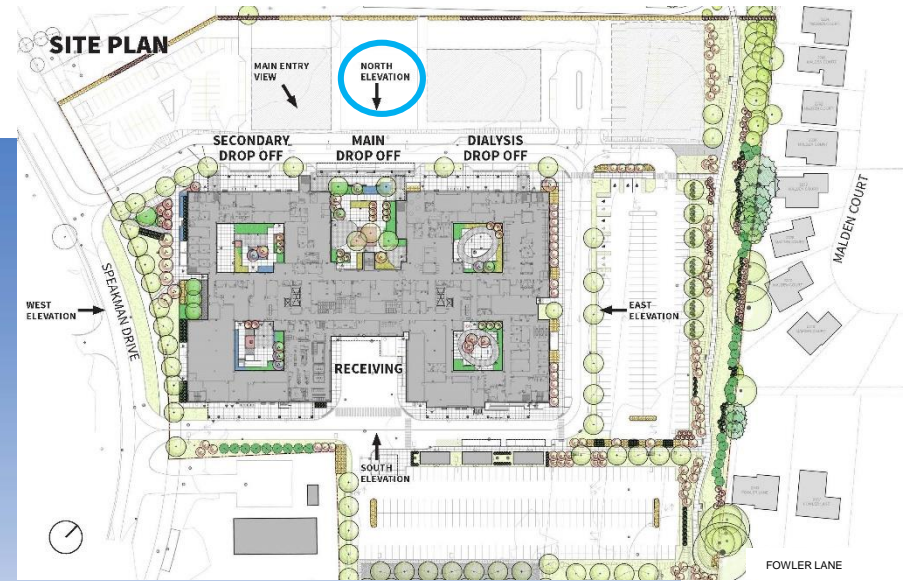 SITE PLAN
MAIN ENTRY
VIEW
NORTH
ELEVATION
SECONDARY
DROP OFF
MAIN
DROP OFF
DIALYSIS
DROP OFF
MALDEN COURT
SPEAKMAN DRIVE
WEST
ELEVATION
EAST
ELEVATION
RECEIVING
SOUTH
ELEVATION
FOWLER LANE